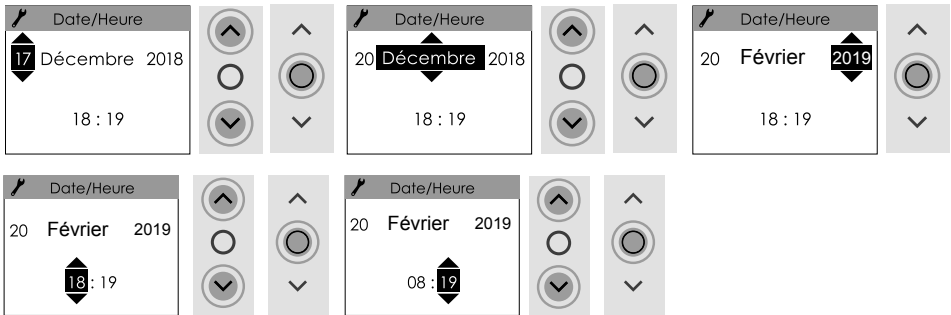 Date/Heure
17 Décembre 2018
18 : 19
Date/Heure
20 Décembre 2018
18 : 19
Date/Heure
20 Février 2019
18 : 19
Date/Heure
20 Février 2019
18 : 19
Date/Heure
20 Février 2019
08 : 19